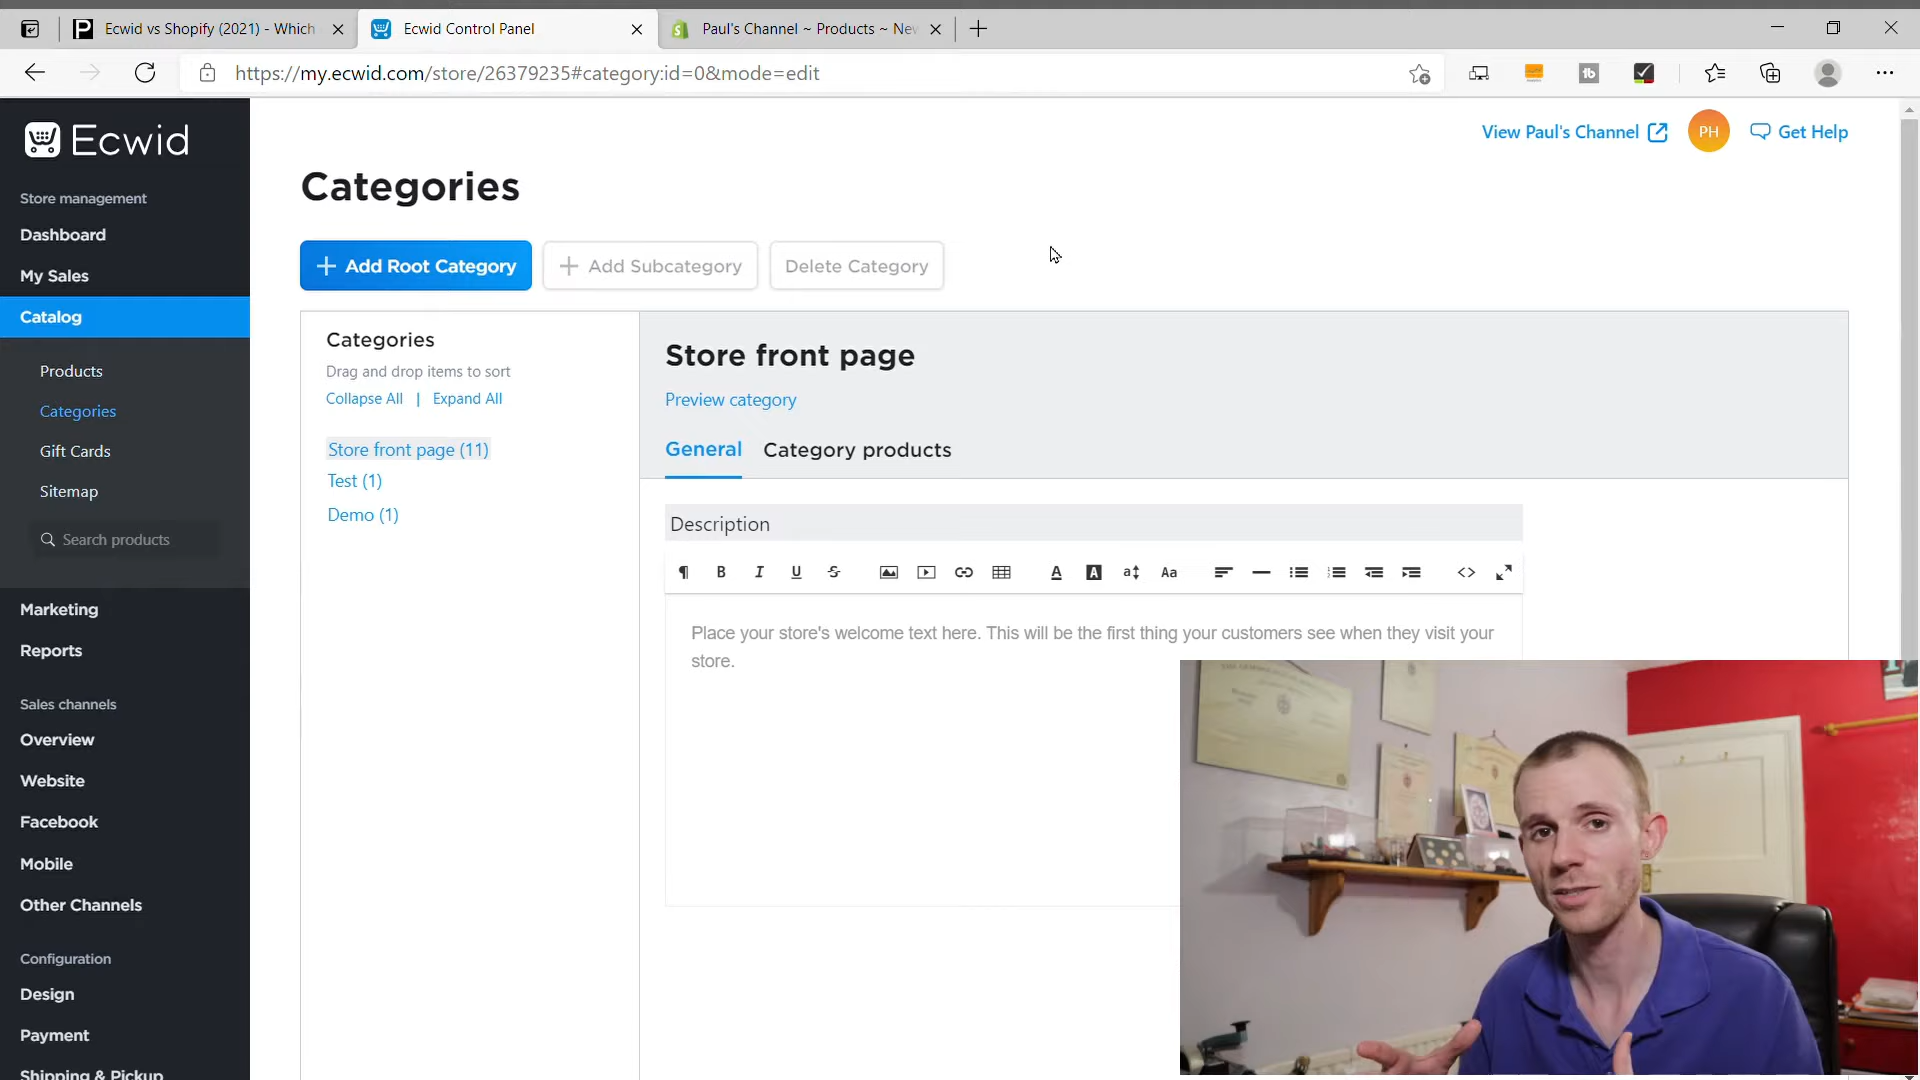 Ecwid vs Shopify (2021) - Which
Ecwid Control Panel
Paul's Channel ~ Products ~ Nev
https://my.ecwid.com/store/26379235#category:id=0&mode=edit
Ecwid
View Paul's Channel
PH
Get Help
Store management
Dashboard
My Sales
Catalog
Products
Categories
Gift Cards
Sitemap
Search products
Marketing
Reports
Sales channels
Overview
Website
Facebook
Mobile
Other Channels
Configuration
Design
Payment
Shipping & Pickup
Categories
+ Add Root Category
+ Add Subcategory
Delete Category
Categories
Drag and drop items to sort
Collapse All | Expand All
Store front page (11)
Test (1)
Demo (1)
Store front page
Preview category
General Category products
Description
Place your store's welcome text here. This will be the first thing your customers see when they visit your
store.